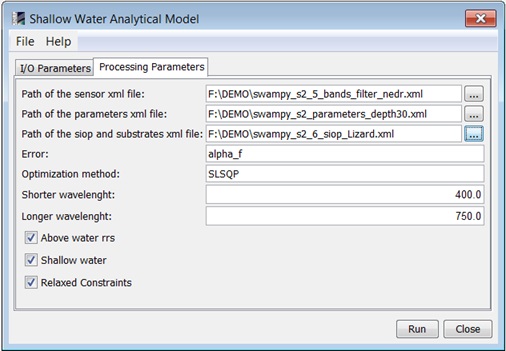 Shallow Water Analytical Model
File Help
I/O Parameters Processing Parameters
Path of the sensor xml file: F:\DEMO\swampy_s2_5_bands_filter_nedr.xml ...
Path of the parameters xml file: F:\DEMO\swampy_s2_parameters_depth30.xml ...
Path of the siop and substrates xml file: F:\DEMO\swampy_s2_6_siop_Lizard.xml ...
Error: alpha_f
Optimization method: SLSQP
Shorter wavelenght: 400.0
Longer wavelenght: 750.0
Above water rrs
Shallow water
Relaxed Constraints
Run Close